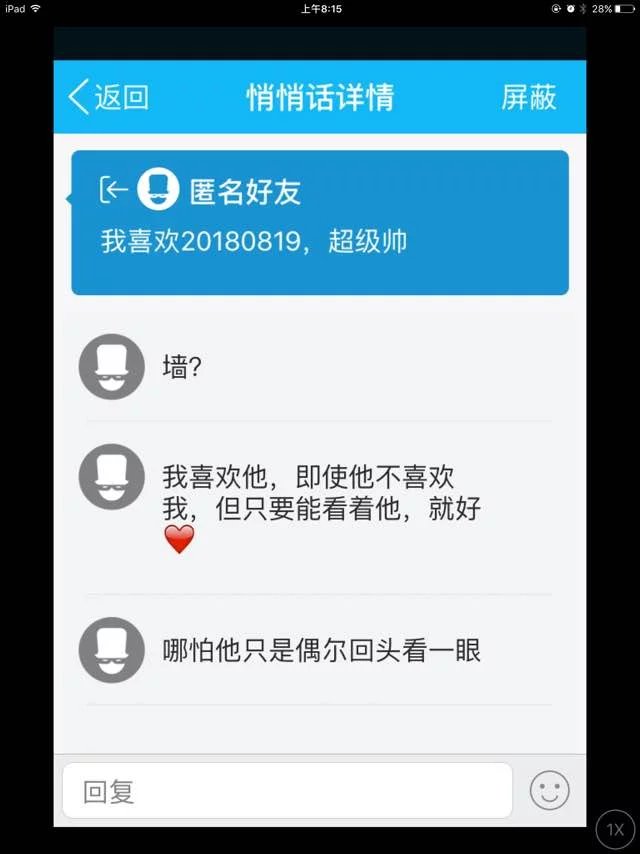 iPad
上午8:15
28%
返回
悄悄话详情
屏蔽
匿名好友
我喜欢20180819，超级帅
墙?
我喜欢他，即使他不喜欢
我，但只要能看着他，就好
哪怕他只是偶尔回头看一眼
回复
1X